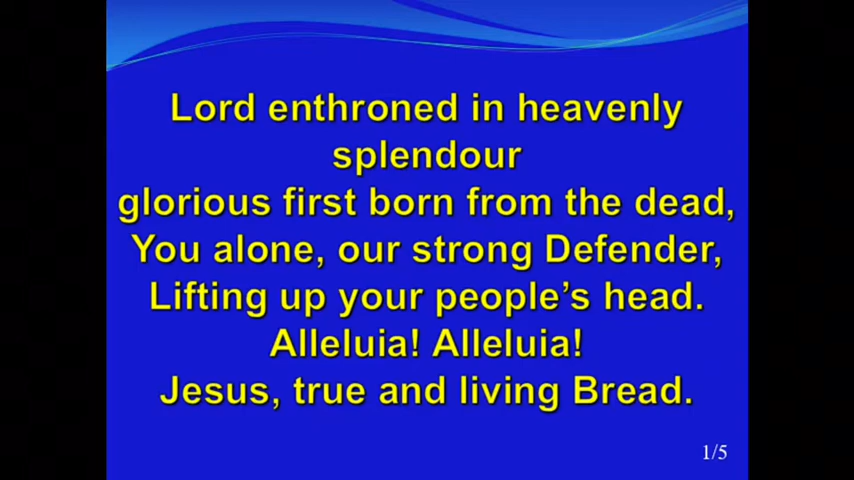 Lord enthroned in heavenly
splendour
glorious first born from the dead,
You alone, our strong Defender,
Lifting up your people’s head.
Alleluia! Alleluia!
Jesus, true and living Bread.
1/5